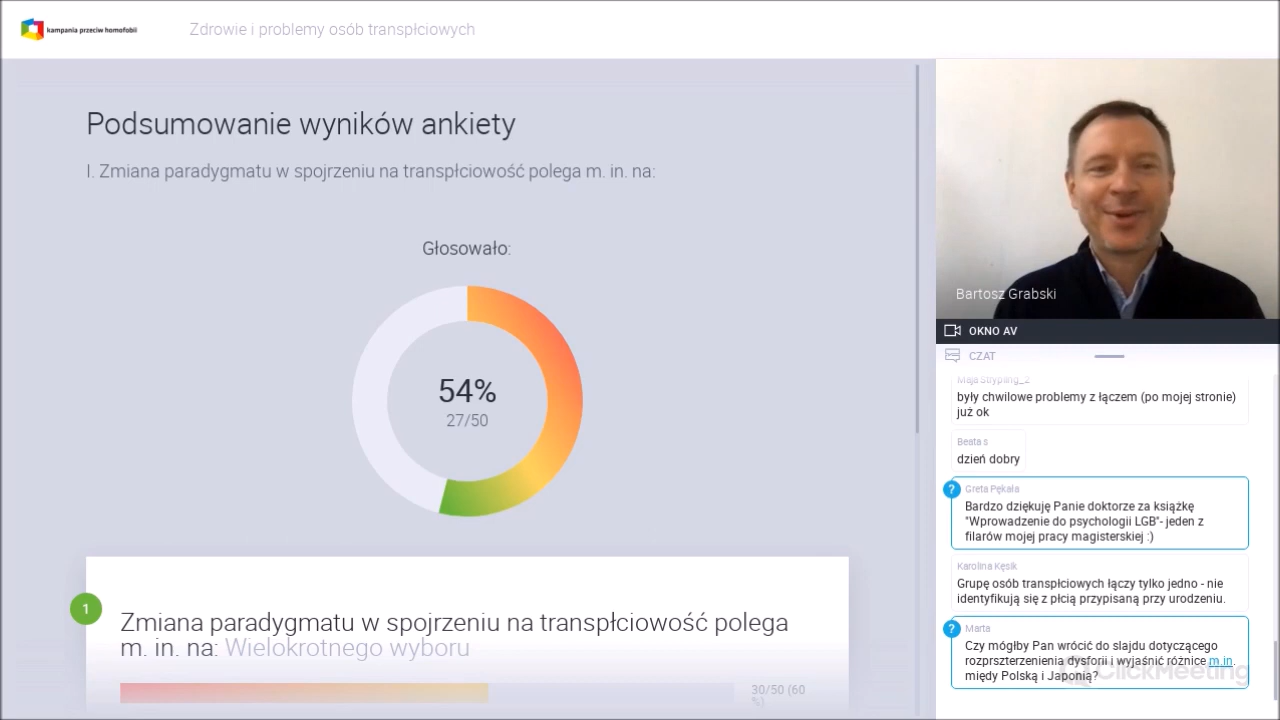 kampania przeciw homofobii
Zdrowie i problemy osób transpłciowych
Podsumowanie wyników ankiety
I. Zmiana paradygmatu w spojrzeniu na transpłciowość polega m. in. na:
Głosowało:
54%
27/50
1
Zmiana paradygmatu w spojrzeniu na transpłciowość polega
m. in. na: Wielokrotnego wyboru
30/50 (60
%)
Bartosz Grabski
OKNO AV
CZAT
Maja Strypling_2
były chwilowe problemy z łączem (po mojej stronie)
już ok
Beata s
dzień dobry
?
Greta Pękała
Bardzo dziękuję Panie doktorze za książkę
"Wprowadzenie do psychologii LGB"- jeden z
filarów mojej pracy magisterskiej :)
Karolina Kęsik
Grupę osób transpłciowych łączy tylko jedno - nie
identyfikują się z płcią przypisaną przy urodzeniu.
?
Marta
Czy mógłby Pan wrócić do slajdu dotyczącego
rozprszterzenienia dysforii i wyjaśnić różnice m.in.
międy Polską i Japonią?
ClickMeeting